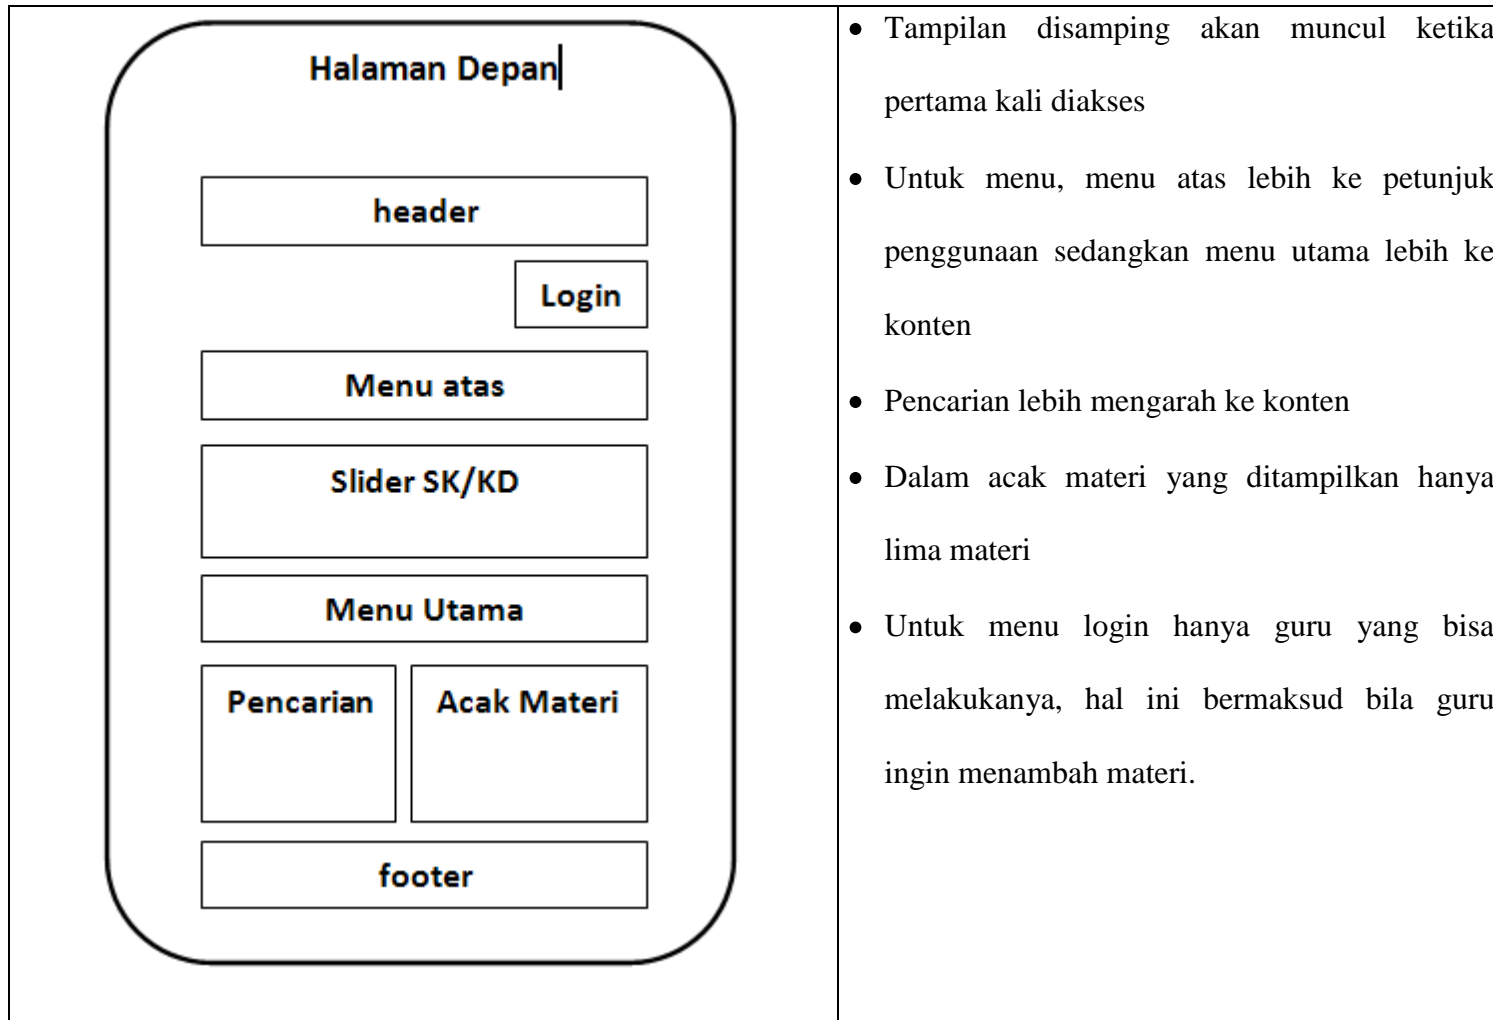 Halaman Depan
header
Login
Menu atas
Slider SK/KD
Menu Utama
Pencarian
Acak Materi
footer
• Tampilan disamping akan muncul ketika
pertama kali diakses
• Untuk menu, menu atas lebih ke petunjuk
penggunaan sedangkan menu utama lebih ke
konten
• Pencarian lebih mengarah ke konten
• Dalam acak materi yang ditampilkan hanya
lima materi
• Untuk menu login hanya guru yang bisa
melakukanya, hal ini bermaksud bila guru
ingin menambah materi.